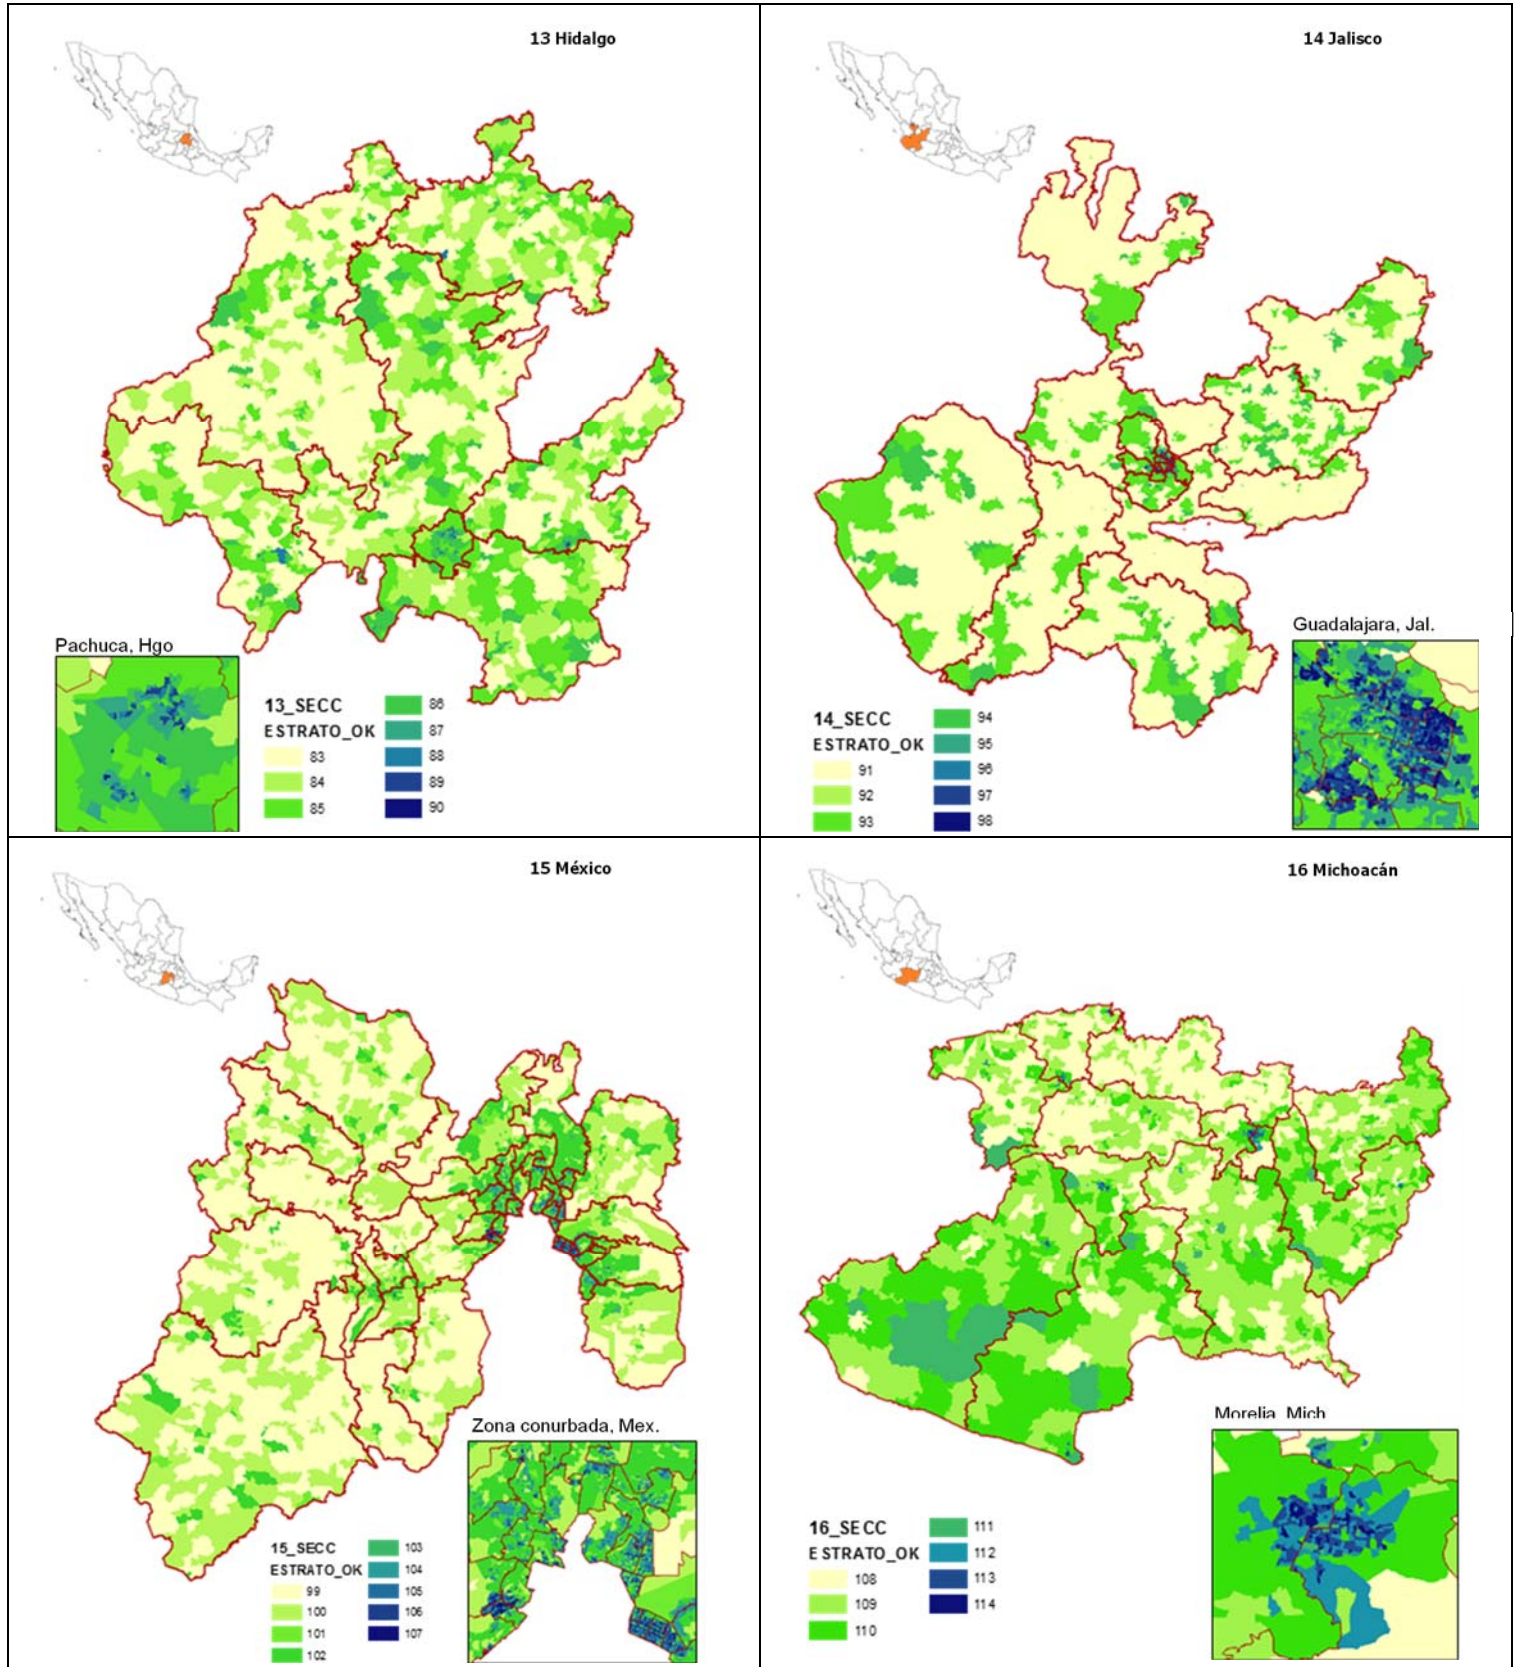 13 Hidalgo
Pachuca, Hgo
13_SECC
ESTRATO_OK
83
84
85
86
87
88
89
90
14 Jalisco
Guadalajara, Jal.
14_SECC
ESTRATO_OK
91
92
93
94
95
96
97
98
15 México
Zona conurbada, Mex.
15_SECC
ESTRATO_OK
99
100
101
102
103
104
105
106
107
16 Michoacán
Morelia, Mich
16_SECC
ESTRATO_OK
108
109
110
111
112
113
114